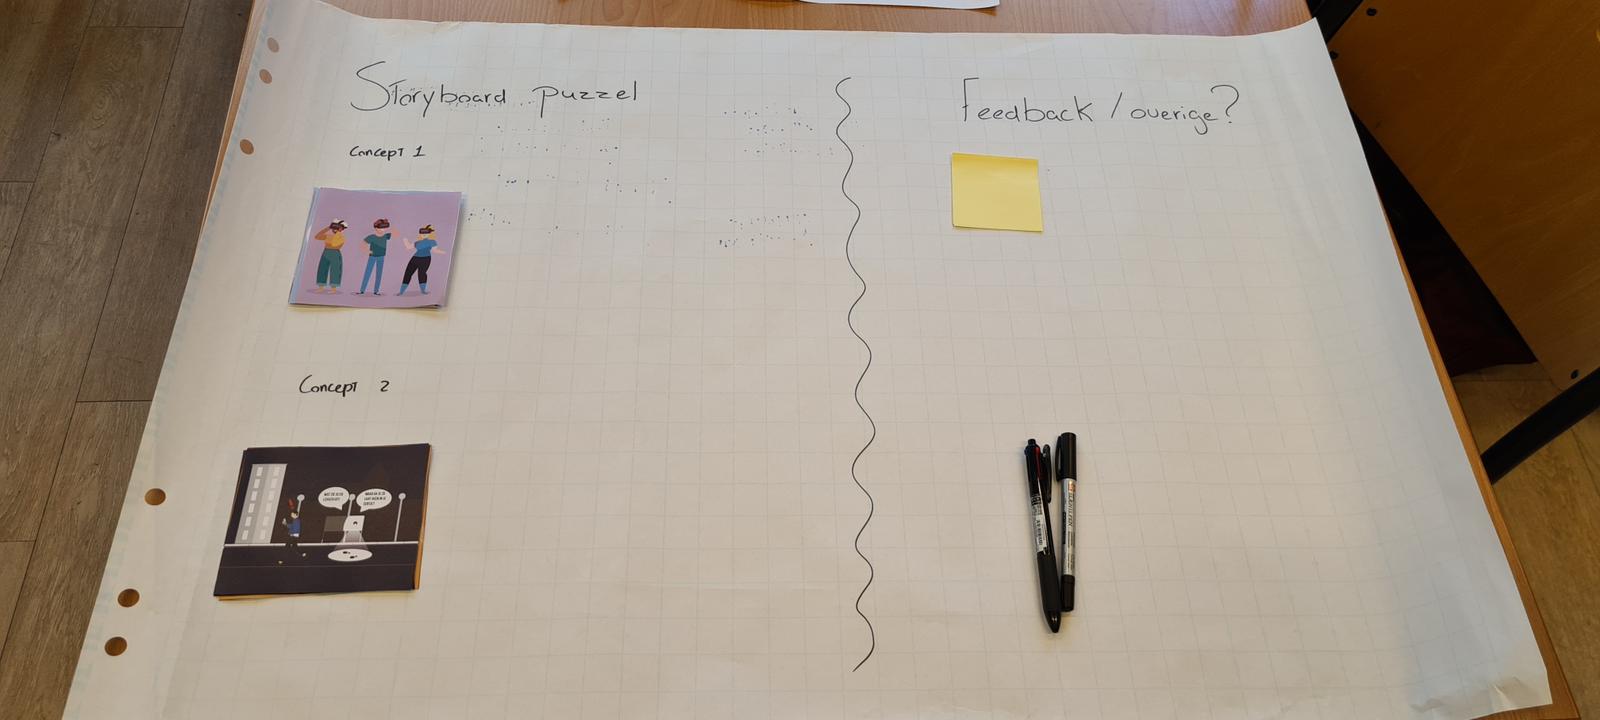 Storyboard puzzel
Concept 1
Concept 2
Feedback / overige?